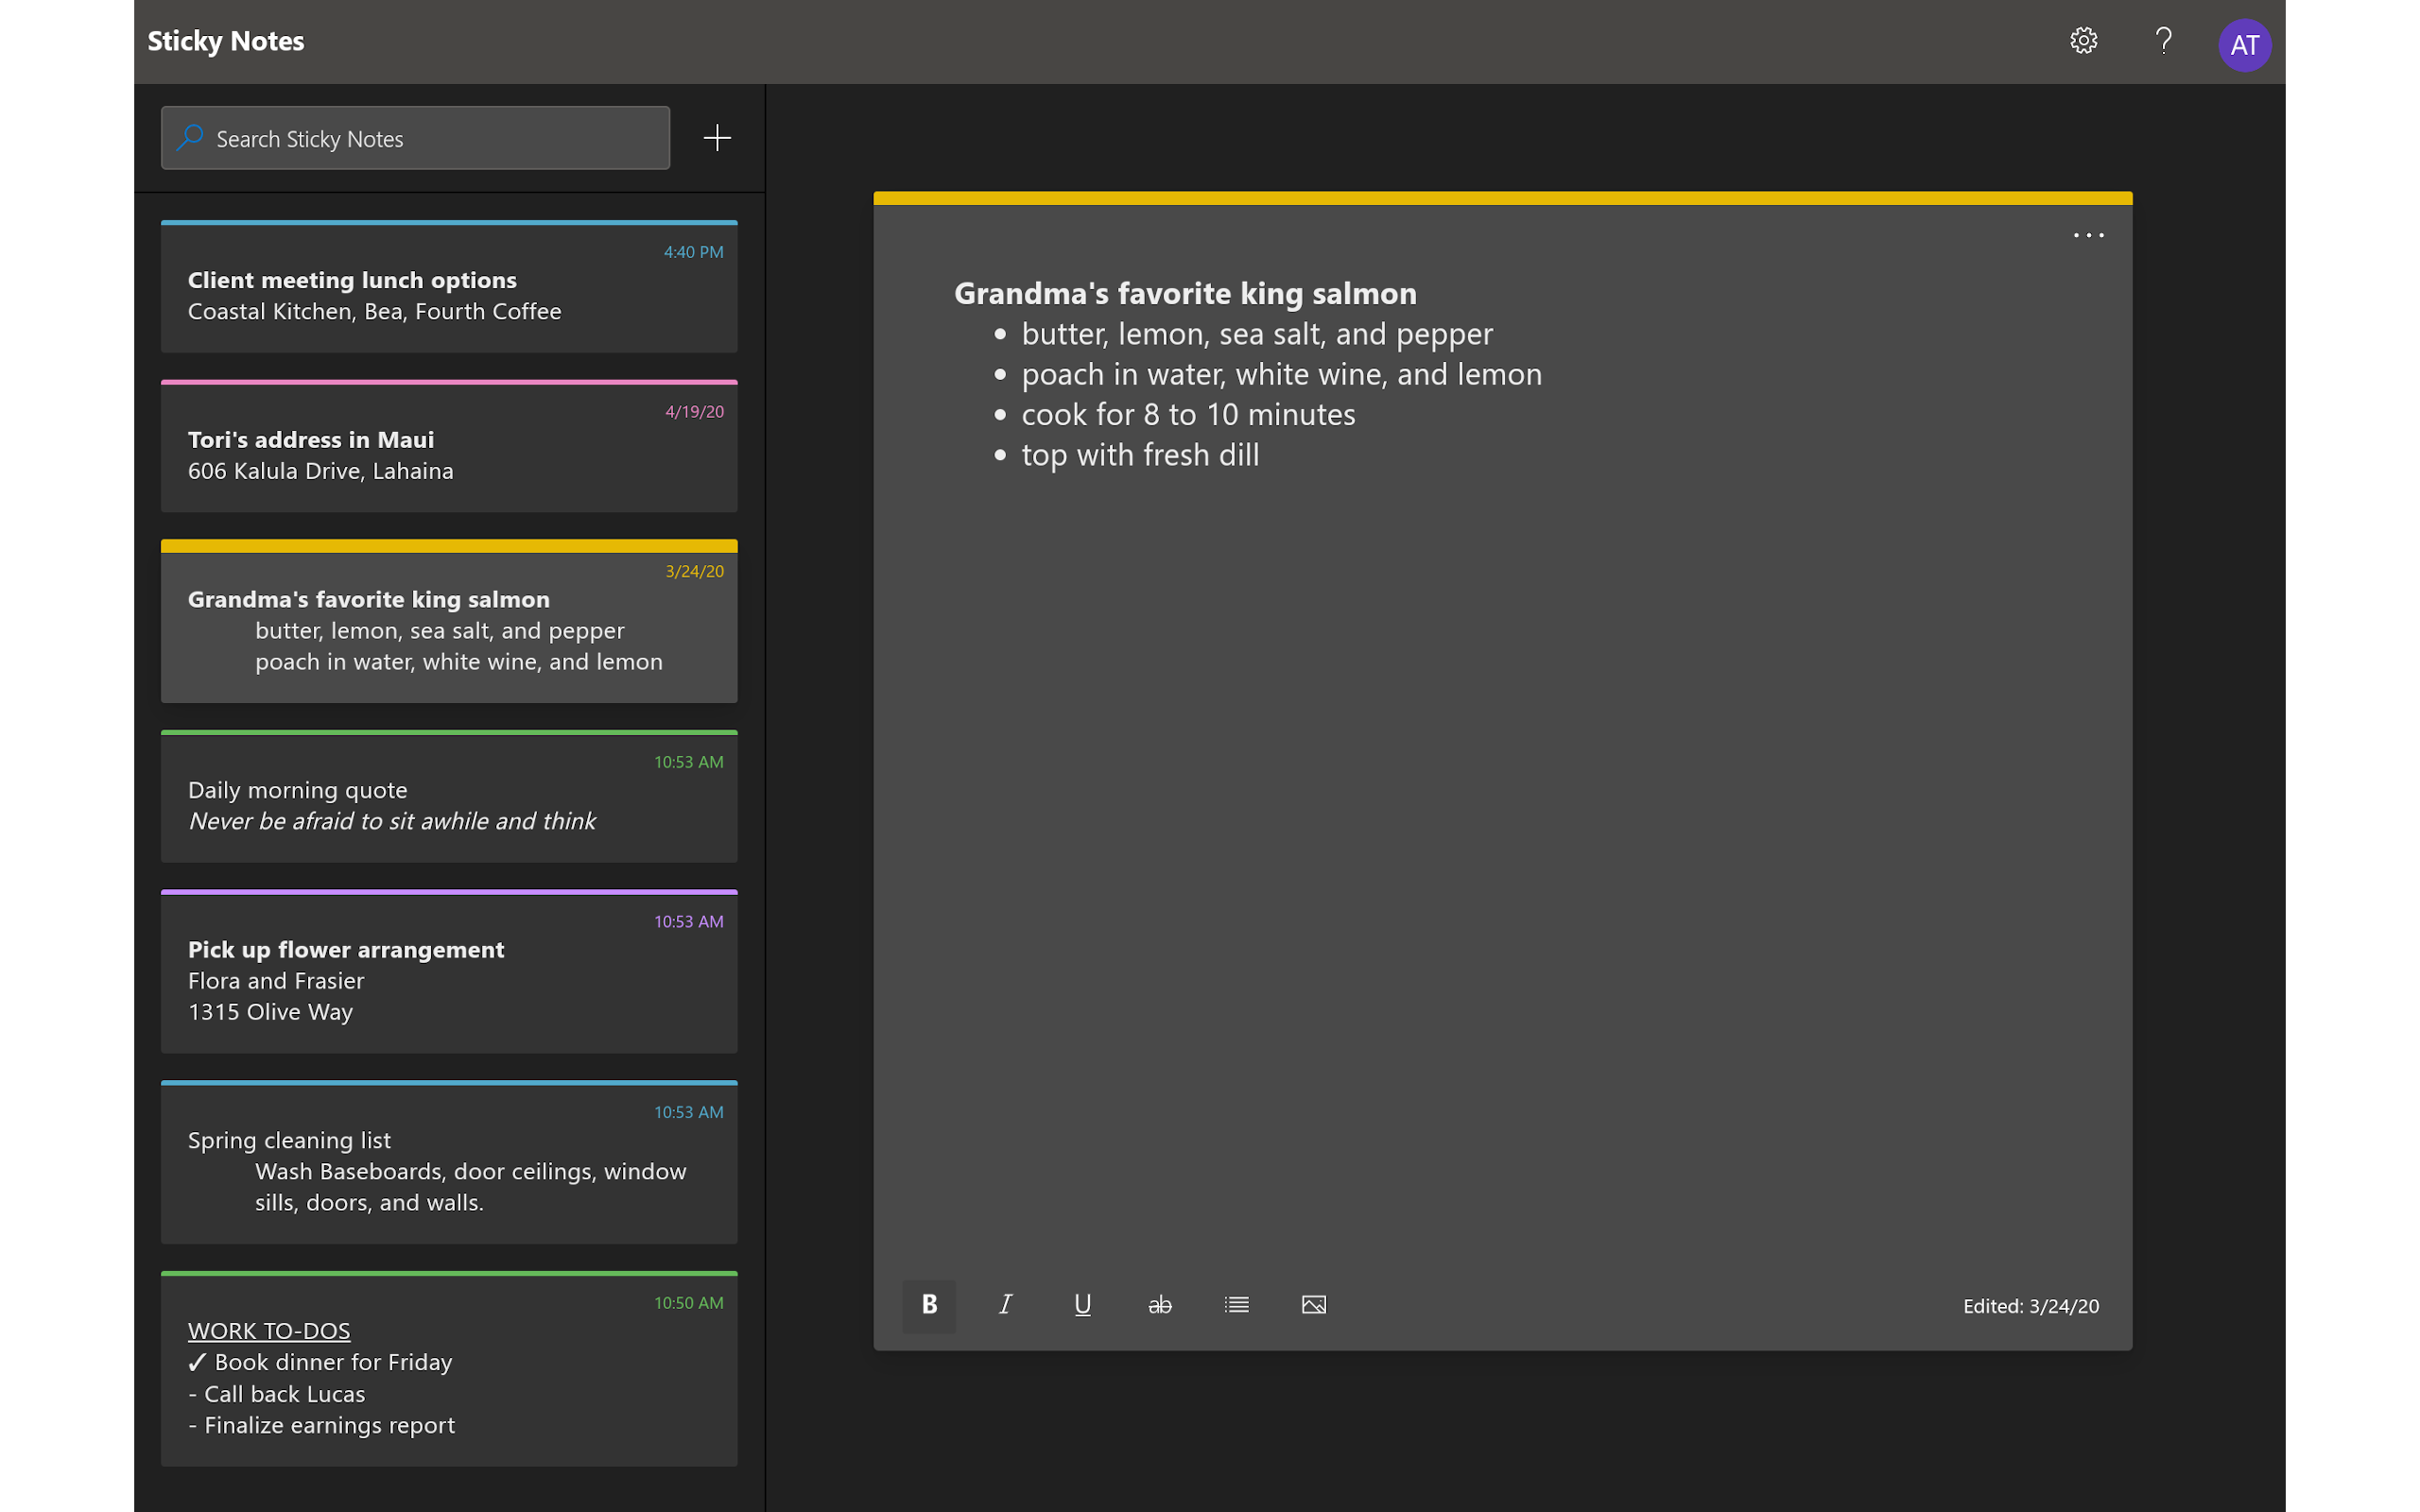 Sticky Notes
?
AT
Search Sticky Notes
4:40 PM
Client meeting lunch options
Coastal Kitchen, Bea, Fourth Coffee
4/19/20
Tori's address in Maui
606 Kalula Drive, Lahaina
3/24/20
Grandma's favorite king salmon
butter, lemon, sea salt, and pepper
poach in water, white wine, and lemon
10:53 AM
Daily morning quote
Never be afraid to sit awhile and think
10:53 AM
Pick up flower arrangement
Flora and Frasier
1315 Olive Way
10:53 AM
Spring cleaning list
Wash Baseboards, door ceilings, window
sills, doors, and walls.
10:50 AM
WORK TO-DOS
✓ Book dinner for Friday
- Call back Lucas
- Finalize earnings report
...
Grandma's favorite king salmon
• butter, lemon, sea salt, and pepper
• poach in water, white wine, and lemon
• cook for 8 to 10 minutes
• top with fresh dill
B I U ab
Edited: 3/24/20